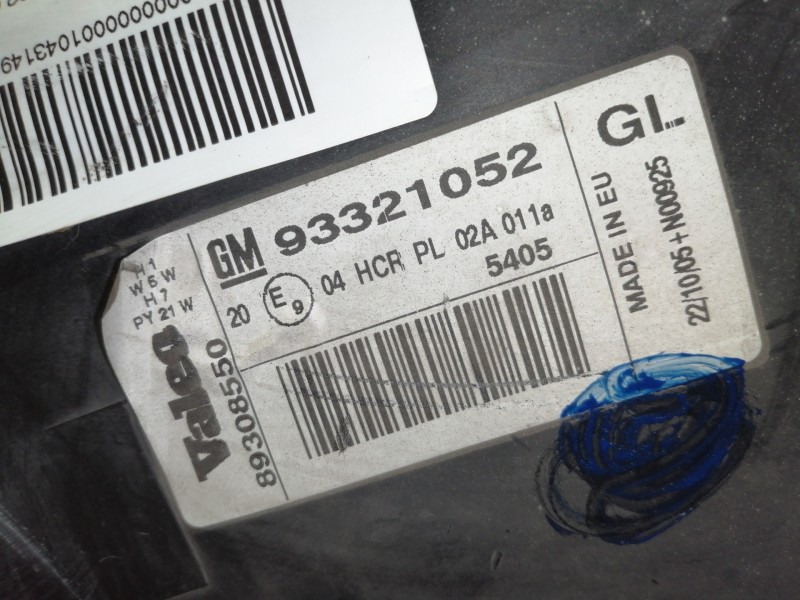 0000000001043149
GM 93321052
20 E9 04 HCR PL 02A 011a
5405
GL
MADE IN EU
22/10/05+N00925
H1
W5W
H7
PY21W
Valeo
89308550